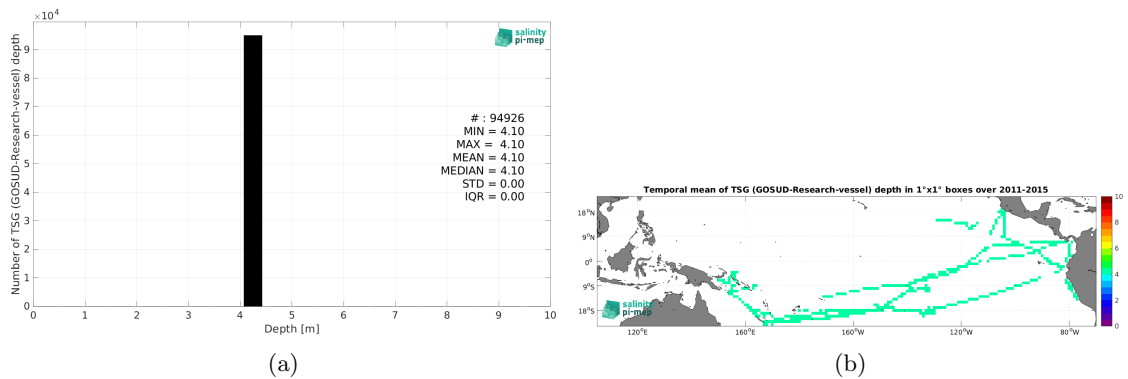 ×10⁴
9
8
7
6
5
4
3
2
1
0
Number of TSG (GOSUD-Research-vessel) depth
0 1 2 3 4 5 6 7 8 9 10
Depth [m]
salinity
pi-mep
# : 94926
MIN = 4.10
MAX = 4.10
MEAN = 4.10
MEDIAN = 4.10
STD = 0.00
IQR = 0.00
(a)
Temporal mean of TSG (GOSUD-Research-vessel) depth in 1°x1° boxes over 2011-2015
18°N
9°N
0°
9°S
18°S
120°E 160°E 160°W 120°W 80°W
salinity
pi-mep
10
8
6
4
2
0
(b)